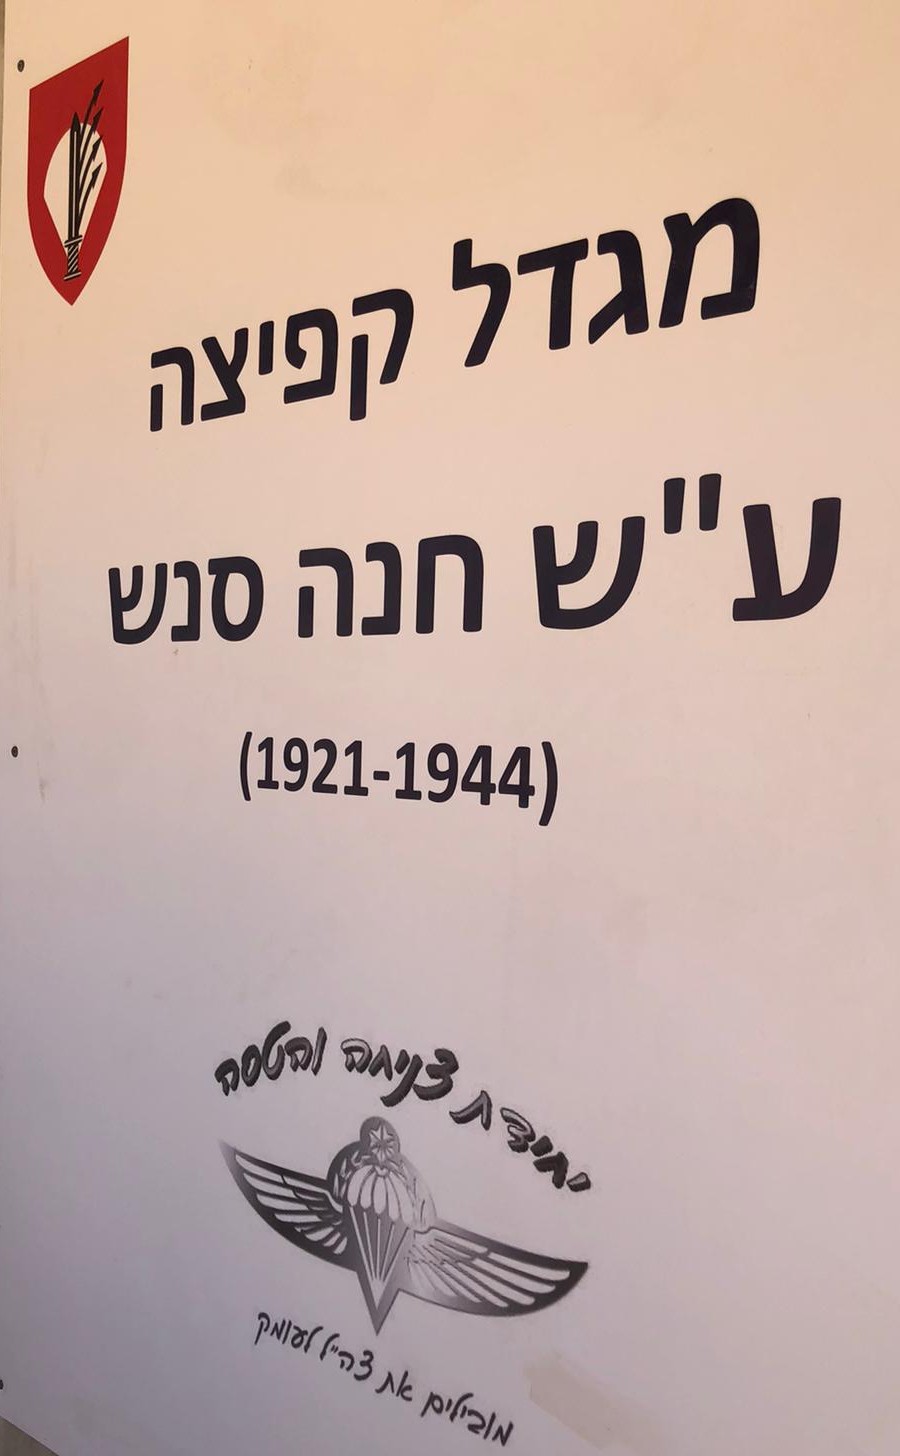 מגדל קפיצה
ע"ש חנה סנש
(1921-1944)
יחידת צניחה והטסה
מובילים את צה"ל לעומק